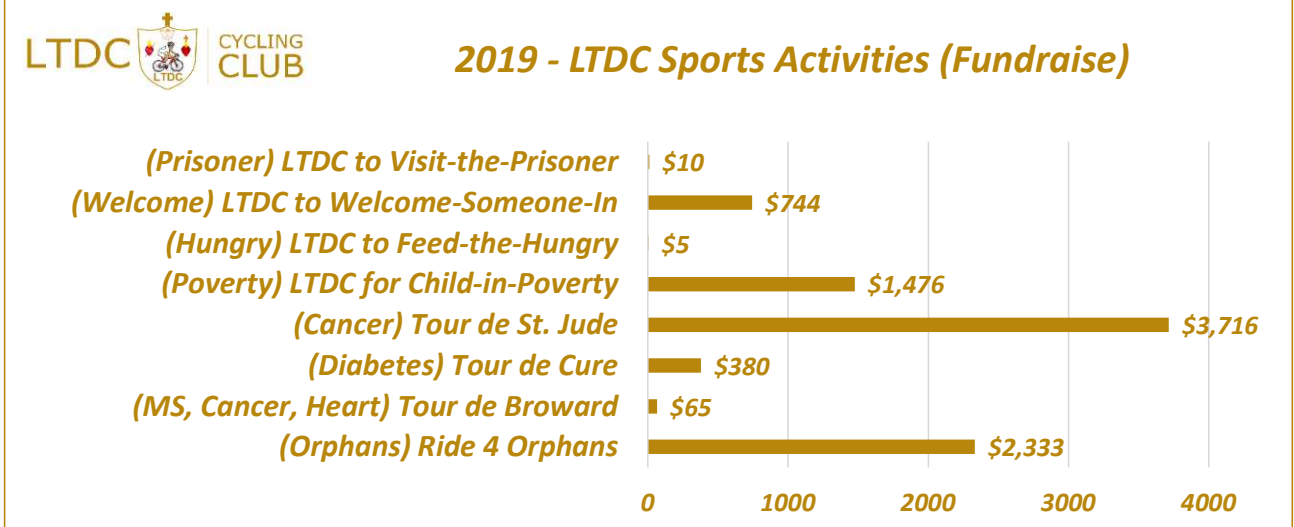 LTDC
LTDC
CYCLING
CLUB
2019 - LTDC Sports Activities (Fundraise)
(Prisoner) LTDC to Visit-the-Prisoner $10
(Welcome) LTDC to Welcome-Someone-In $744
(Hungry) LTDC to Feed-the-Hungry $5
(Poverty) LTDC for Child-in-Poverty $1,476
(Cancer) Tour de St. Jude $3,716
(Diabetes) Tour de Cure $380
(MS, Cancer, Heart) Tour de Broward $65
(Orphans) Ride 4 Orphans $2,333
0 1000 2000 3000 4000